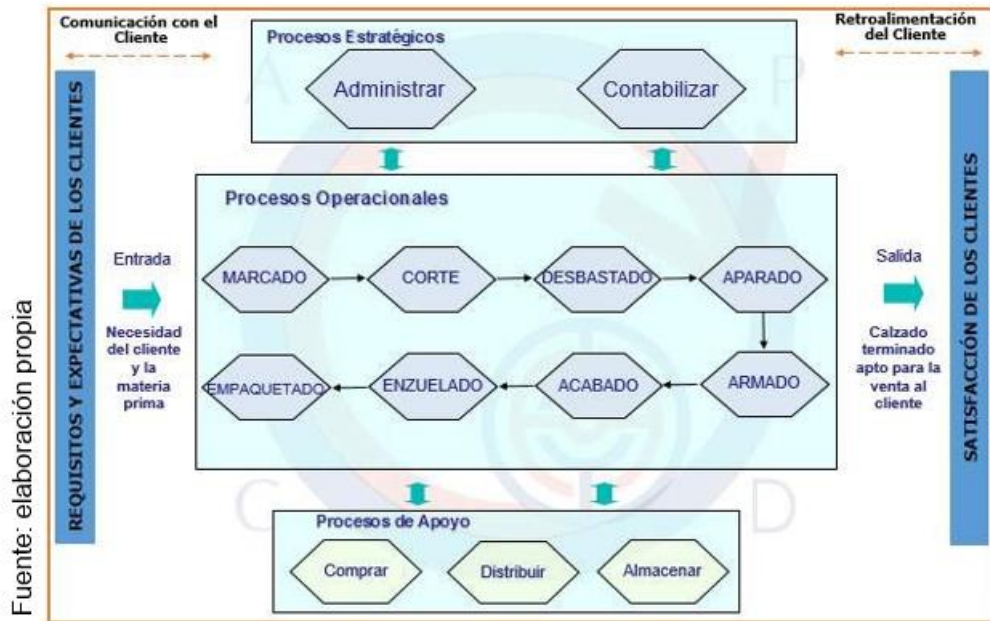 Comunicación con el
Cliente
Retroalimentación
del Cliente
Procesos Estratégicos
Administrar
Contabilizar
REQUISITOS Y EXPECTATIVAS DE LOS CLIENTES
Entrada
Necesidad
del cliente
y la
materia
prima
Procesos Operacionales
MARCADO
CORTE
DESBASTADO
APARADO
ARMADO
ACABADO
ENZUELADO
EMPAQUETADO
Salida
Calzado
terminado
apto para la
venta al
cliente
SATISFACCIÓN DE LOS CLIENTES
Procesos de Apoyo
Comprar
Distribuir
Almacenar
Fuente: elaboración propia
A
P
C
D